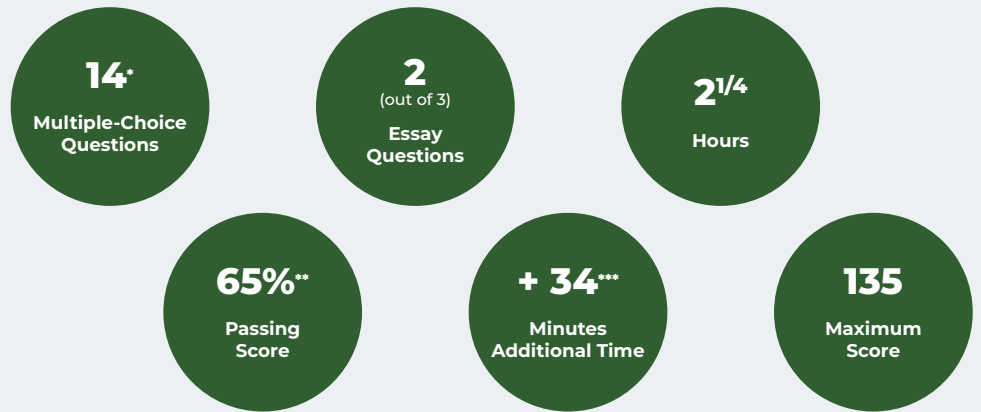 14*
Multiple-Choice
Questions
2
(out of 3)
Essay
Questions
2 1/4
Hours
65%**
Passing
Score
+ 34***
Minutes
Additional Time
135
Maximum
Score